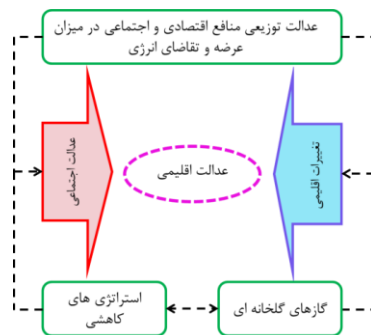 عدالت توزیعی منافع اقتصادی و اجتماعی در میزان
عرضه و تقاضای انرژی
تغییرات اقلیمی
عدالت اقلیمی
عدالت اجتماعی
گازهای گلخانه ای
استراتژی های
کاهشی